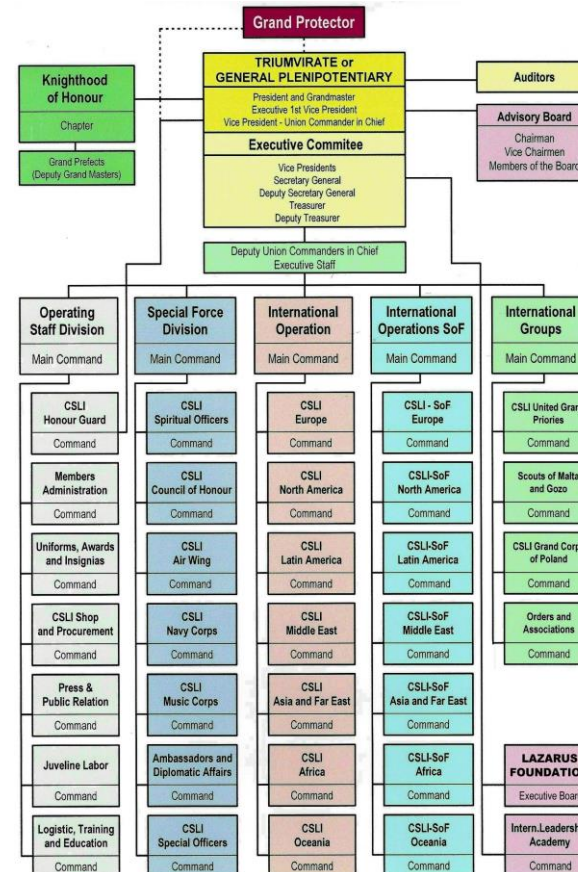 Grand Protector
TRIUMVIRATE or
GENERAL PLENIPOTENTIARY
President and Grandmaster
Executive 1st Vice President
Vice President - Union Commander in Chief
Executive Commitee
Vice Presidents
Secretary General
Deputy Secretary General
Treasurer
Deputy Treasurer
Knighthood
of Honour
Chapter
Grand Prefects
(Deputy Grand Masters)
Auditors
Advisory Board
Chairman
Vice Chairmen
Members of the Board
Deputy Union Commanders in Chief
Executive Staff
Operating
Staff Division
Main Command
CSLI
Honour Guard
Command
Members
Administration
Command
Uniforms, Awards
and Insignias
Command
CSLI Shop
and Procurement
Command
Press &
Public Relation
Command
Juveline Labor
Command
Logistic, Training
and Education
Command
Special Force
Division
Main Command
CSLI
Spiritual Officers
Command
CSLI
Council of Honour
Command
CSLI
Air Wing
Command
CSLI
Navy Corps
Command
CSLI
Music Corps
Command
Ambassadors and
Diplomatic Affairs
Command
CSLI
Special Officers
Command
International
Operation
Main Command
CSLI
Europe
Command
CSLI
North America
Command
CSLI
Latin America
Command
CSLI
Middle East
Command
CSLI
Asia and Far East
Command
CSLI
Africa
Command
CSLI
Oceania
Command
International
Operations SoF
Main Command
CSLI - SoF
Europe
Command
CSLI-SoF
North America
Command
CSLI-SoF
Latin America
Command
CSLI-SoF
Middle East
Command
CSLI-SoF
Asia and Far East
Command
CSLI-SoF
Africa
Command
CSLI-SoF
Oceania
Command
International
Groups
Main Command
CSLI United Gran
Priories
Command
Scouts of Malta
and Gozo
Command
CSLI Grand Corp
of Poland
Command
Orders and
Associations
Command
LAZARUS
FOUNDATIO
Executive Boar
Intern.Leadersh
Academy
Command